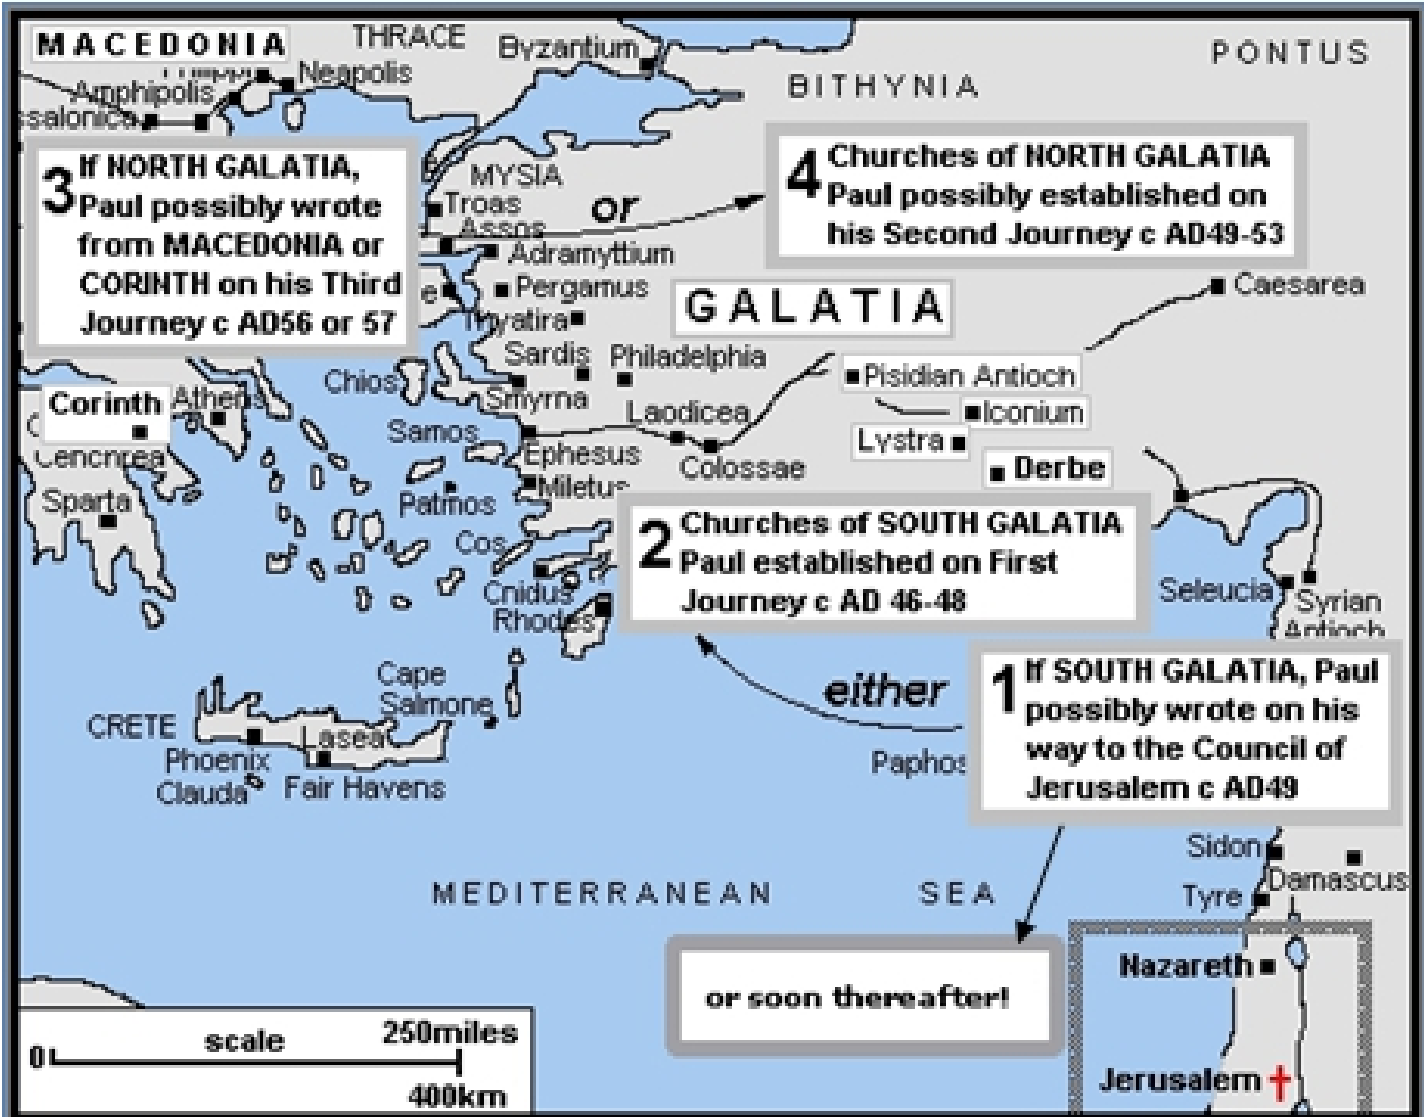 MACEDONIA
THRACE
Byzantium
PONTUS
Neapolis
BITHYNIA
Amphipolis
3 If NORTH GALATIA,
Paul possibly wrote
from MACEDONIA or
CORINTH on his Third
Journey c AD56 or 57
4 Churches of NORTH GALATIA
Paul possibly established on
his Second Journey c AD49-53
MYSIA
Troas
or
Assos
Adramyttium
Pergamus
Caesarea
GALATIA
Thyatira
Sardis
Philadelphia
Pisidian Antioch
Chios
Smyrna
Corinth
Athens
Laodicea
Iconium
Samos
Lystra
Ephesus
Cencnrea
Colossae
Derbe
Miletus
Sparta
Patmos
2 Churches of SOUTH GALATIA
Paul established on First
Journey c AD 46-48
Cos
Cnidus
Rhodes
Seleucia
Syrian
Antioch
1 If SOUTH GALATIA, Paul
possibly wrote on his
way to the Council of
Jerusalem c AD49
either
Cape
Salmone
CRETE
Lasea
Phoenix
Paphos
Clauda
Fair Havens
Sidon
Damascus
MEDITERRANEAN SEA
Tyre
Nazareth
or soon thereafter!
scale
250miles
0
400km
Jerusalem